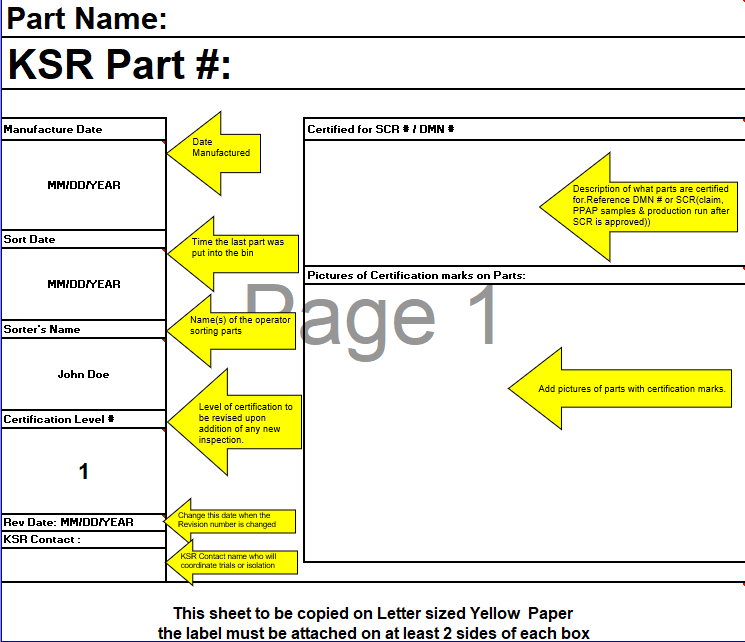 Part Name:
KSR Part #:
Manufacture Date
MM/DD/YEAR
Date
Manufactured
Sort Date
MM/DD/YEAR
Time the last part was
put into the bin
Sorter's Name
John Doe
Name(s) of the operator
sorting parts
Certification Level #
1
Level of certification to
be revised upon
addition of any new
inspection.
Rev Date: MM/DD/YEAR
Change this date when the
Revision number is changed
KSR Contact :
KSR Contact name who will
coordinate trials or isolation
Certified for SCR # / DMN #
Description of what parts are certified
for.Reference DMN # or SCR(claim,
PPAP samples & production run after
SCR is approved))
Pictures of Certification marks on Parts:
Page 1
Add pictures of parts with certification marks.
This sheet to be copied on Letter sized Yellow Paper
the label must be attached on at least 2 sides of each box